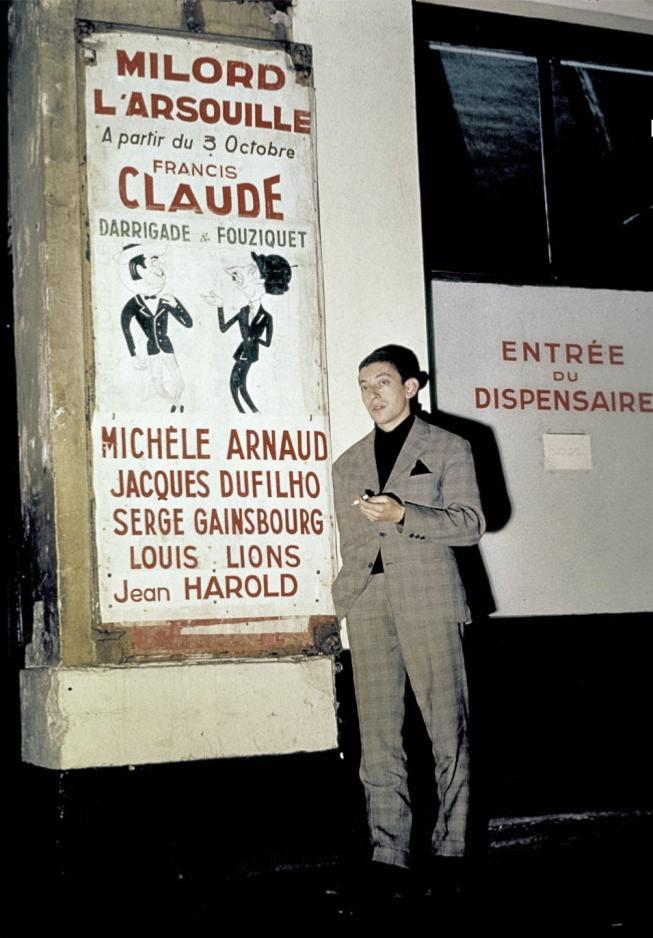 MILORD
L'ARSOUILLE
A partir du 3 Octobre
FRANCIS
CLAUDE
DARRIGADE & FOUZIQUET
MICHÈLE ARNAUD
JACQUES DUFILHO
SERGE GAINSBOURG
LOUIS LIONS
Jean HAROLD
ENTRÉE
DU
DISPENSAIRE